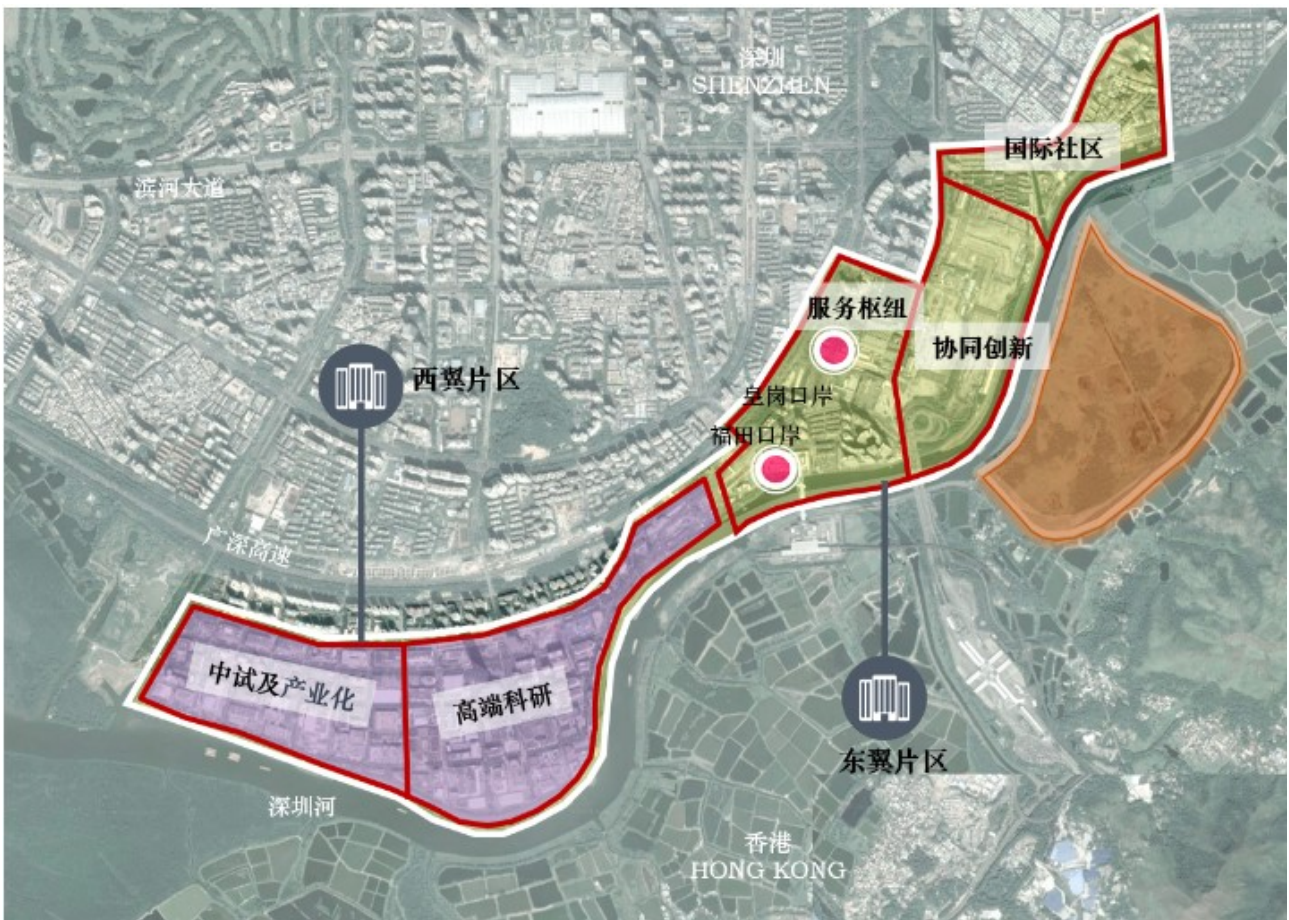 深圳
SHENZHEN
国际社区
滨河大道
服务枢纽
协同创新
西翼片区
皇岗口岸
福田口岸
广深高速
中试及产业化
高端科研
东翼片区
深圳河
香港
HONG KONG